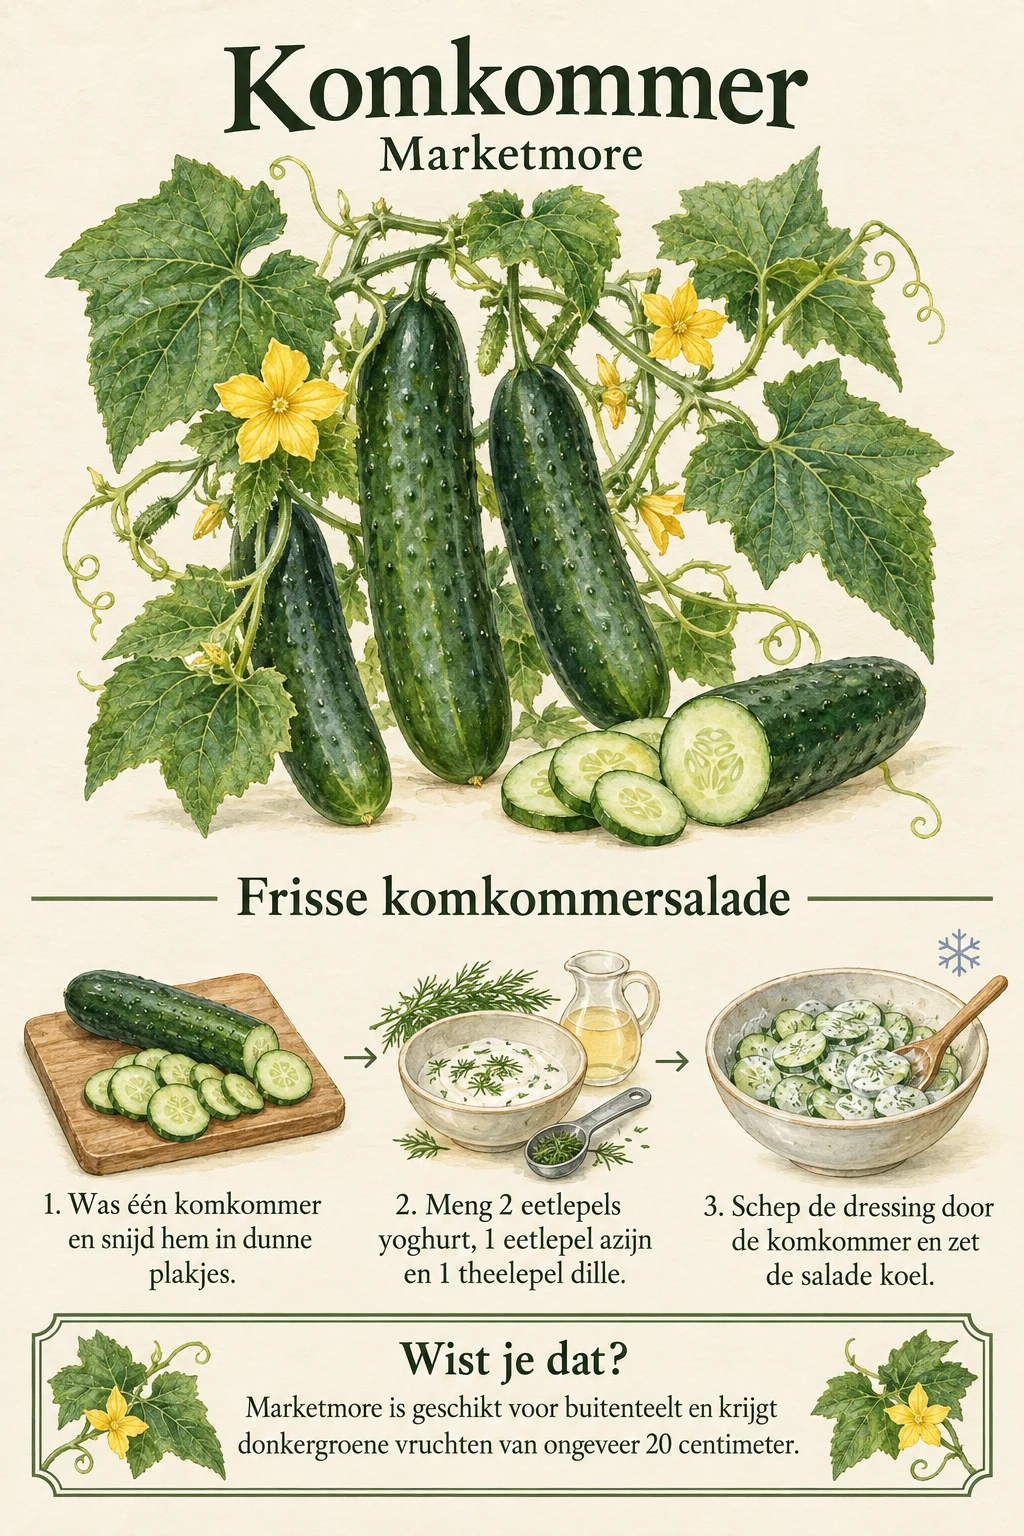 Komkommer
Marketmore
Frisse komkommersalade
1. Was één komkommer
en snijd hem in dunne
plakjes.
2. Meng 2 eetlepels
yoghurt, 1 eetlepel azijn
en 1 theelepel dille.
3. Schep de dressing door
de komkommer en zet
de salade koel.
Wist je dat?
Marketmore is geschikt voor buitenteelt en krijgt
donkergroene vruchten van ongeveer 20 centimeter.